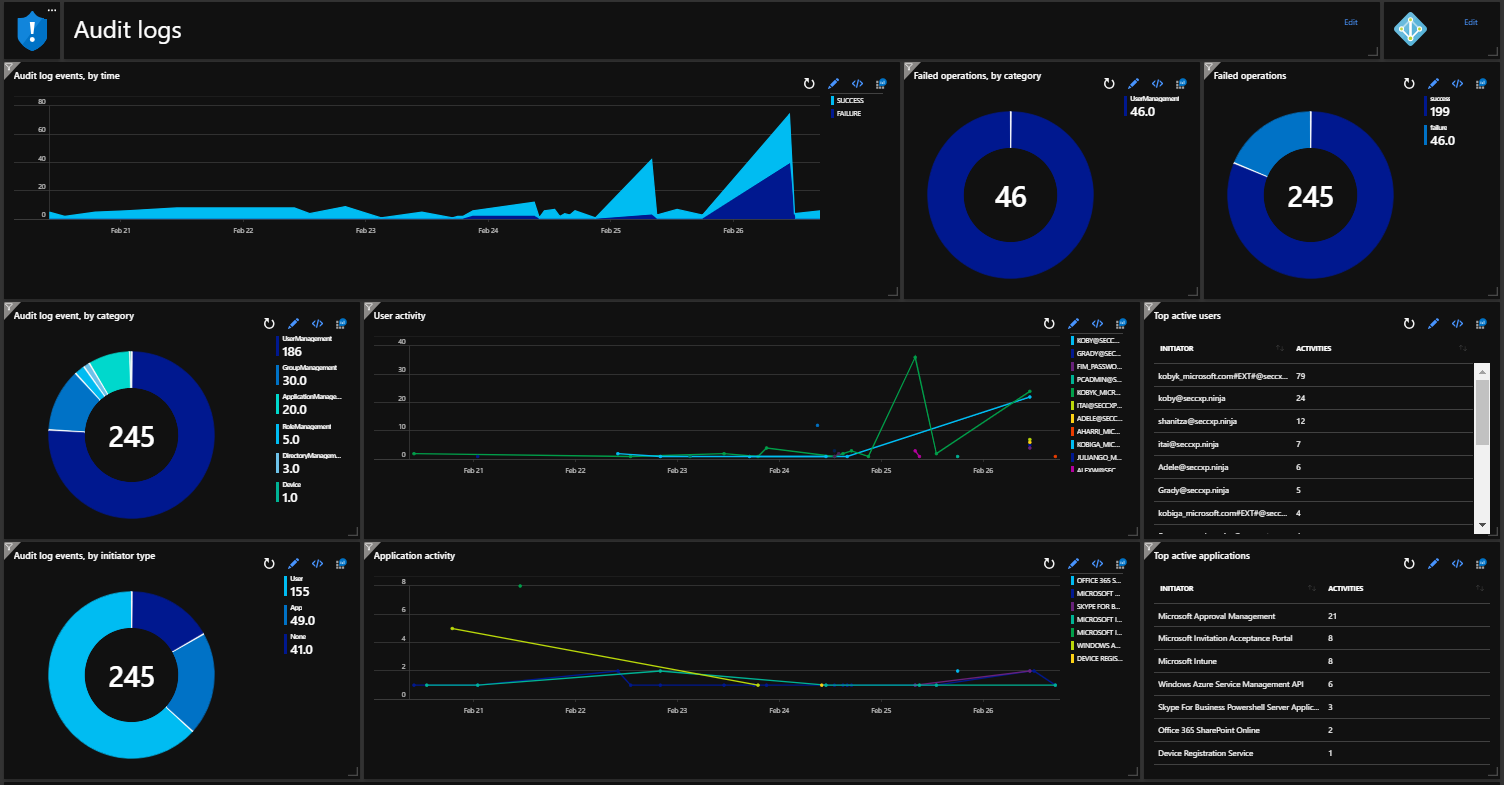 Audit logs
Edit
Edit
Audit log events, by time
SUCCESS
FAILURE
80
60
40
20
0
Feb 21
Feb 22
Feb 23
Feb 24
Feb 25
Feb 26
Failed operations, by category
UserManagement
46.0
46
Failed operations
success
199
failure
46.0
245
Audit log event, by category
UserManagement
186
GroupManagement
30.0
ApplicationManage...
20.0
RoleManagement
5.0
DirectoryManagem...
3.0
Device
1.0
245
User activity
40
30
20
10
0
Feb 21
Feb 22
Feb 23
Feb 24
Feb 25
Feb 26
KOBY@SECC...
GRADY@SEC...
FIM_PASSWO...
PCADMIN@S...
KOBYK_MICR...
ITAI@SECCXP...
ADELE@SECC...
AHARRI_MIC...
KOBIGA_MIC...
JULIANGO_M...
ALEXW@SEC...
Top active users
INITIATOR ACTIVITIES
kobyk_microsoft.com#EXT#@seccx... 79
koby@seccxp.ninja 24
shanitza@seccxp.ninja 12
itai@seccxp.ninja 7
Adele@seccxp.ninja 6
Grady@seccxp.ninja 5
kobiga_microsoft.com#EXT#@secc... 4
Audit log events, by initiator type
User
155
App
49.0
None
41.0
245
Application activity
8
6
4
2
0
Feb 21
Feb 22
Feb 23
Feb 24
Feb 25
Feb 26
OFFICE 365 S...
MICROSOFT ...
SKYPE FOR B...
MICROSOFT I...
MICROSOFT I...
WINDOWS A...
DEVICE REGIS...
Top active applications
INITIATOR ACTIVITIES
Microsoft Approval Management 21
Microsoft Invitation Acceptance Portal 8
Microsoft Intune 8
Windows Azure Service Management API 6
Skype For Business Powershell Server Applic... 3
Office 365 SharePoint Online 2
Device Registration Service 1